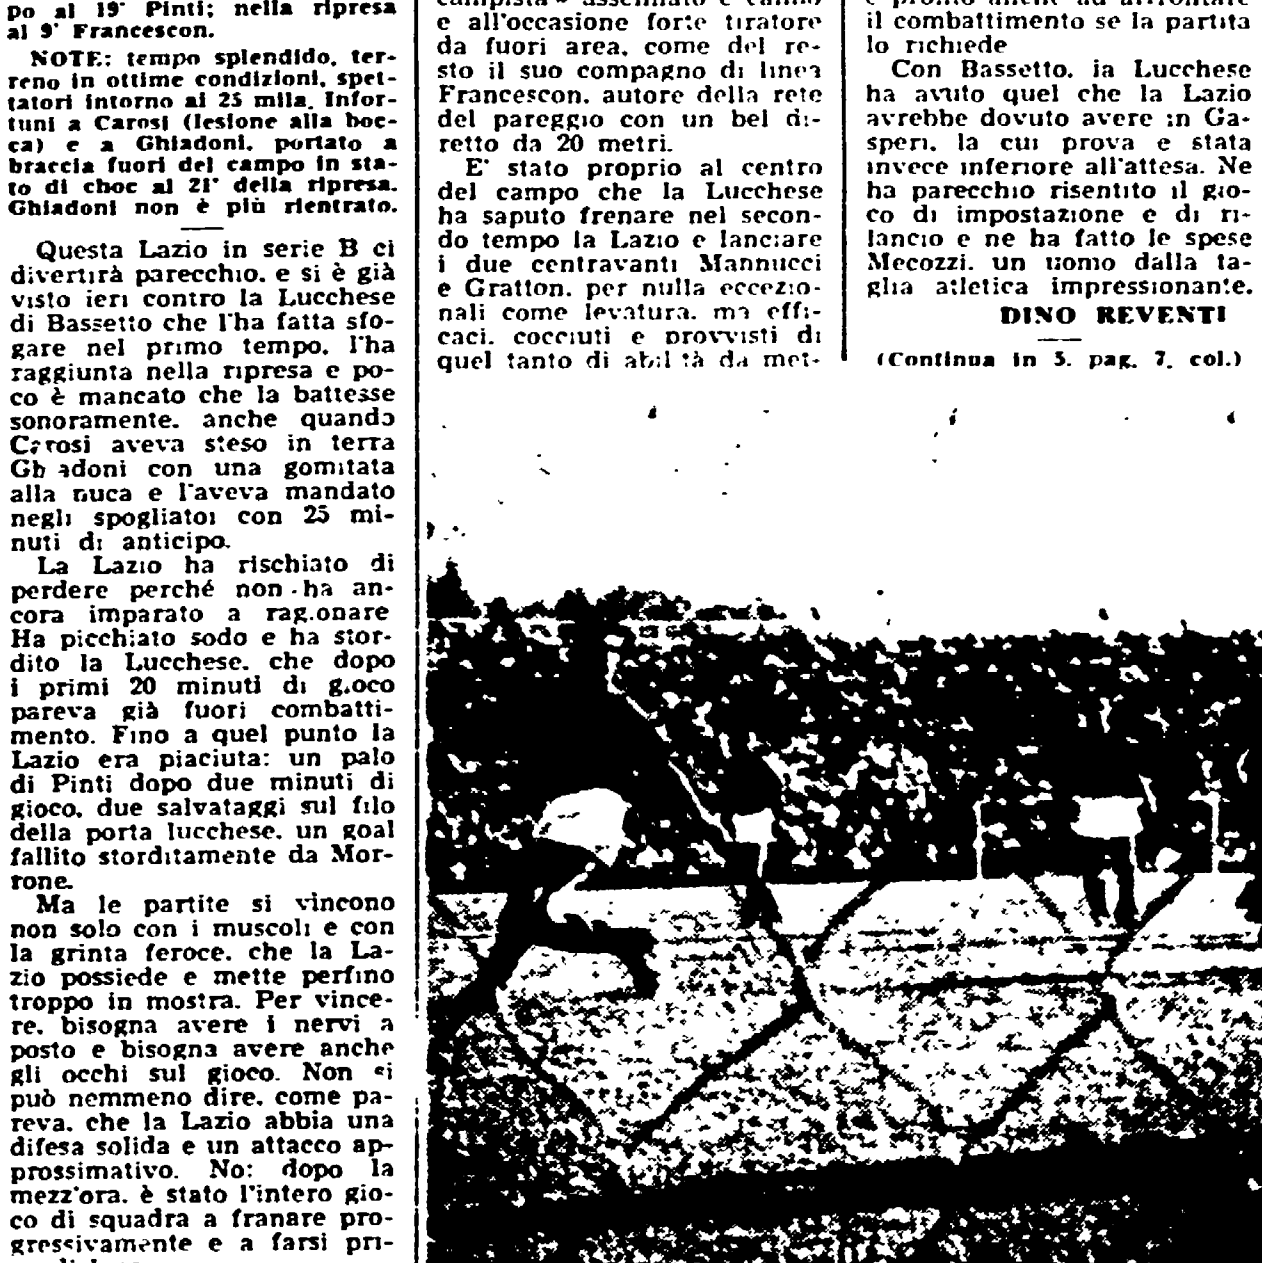 po al 19' Pinti; nella ripresa
al 9' Francescon.
NOTE: tempo splendido, ter-
reno in ottime condizioni, spet-
tatori intorno ai 25 mila. Infor-
tuni a Carosi (lesione alla boc-
ca) e a Ghiadoni, portato a
braccia fuori del campo in sta-
to di choc al 21' della ripresa.
Ghiadoni non è più rientrato.
Questa Lazio in serie B ci
divertirà parecchio, e si è già
visto ieri contro la Lucchese
di Bassetto che l'ha fatta sfo-
gare nel primo tempo, l'ha
raggiunta nella ripresa e po-
co è mancato che la battesse
sonoramente, anche quando
Carosi aveva steso in terra
Ghiadoni con una gomitata
alla nuca e l'aveva mandato
negli spogliatoi con 25 mi-
nuti di anticipo.
La Lazio ha rischiato di
perdere perché non ha an-
cora imparato a ragionare
Ha picchiato sodo e ha stor-
dito la Lucchese, che dopo
i primi 20 minuti di gioco
pareva già fuori combatti-
mento. Fino a quel punto la
Lazio era piaciuta: un palo
di Pinti dopo due minuti di
gioco, due salvataggi sul filo
della porta lucchese, un goal
fallito storditamente da Mor-
rone.
Ma le partite si vincono
non solo con i muscoli e con
la grinta feroce, che la La-
zio possiede e mette perfino
troppo in mostra. Per vince-
re, bisogna avere i nervi a
posto e bisogna avere anche
gli occhi sul gioco. Non si
può nemmeno dire, come pa-
reva, che la Lazio abbia una
difesa solida e un attacco ap-
prossimativo. No: dopo la
mezz'ora, è stato l'intero gio-
co di squadra a franare pro-
gressivamente e a farsi pri-
e all'occasione forte tiratore
da fuori area, come del re-
sto il suo compagno di linea
Francescon, autore della rete
del pareggio con un bel di-
retto da 20 metri.
E' stato proprio al centro
del campo che la Lucchese
ha saputo frenare nel secon-
do tempo la Lazio e lanciare
i due centravanti Mannucci
e Gratton, per nulla eccezio-
nali come levatura, ma effi-
caci, cocciuti e provvisti di
quel tanto di abilità da met-
e pronto anche ad affrontare
il combattimento se la partita
lo richiede
Con Bassetto, la Lucchese
ha avuto quel che la Lazio
avrebbe dovuto avere in Ga-
speri, la cui prova è stata
invece inferiore all'attesa. Ne
ha parecchio risentito il gio-
co di impostazione e di ri-
lancio e ne ha fatto le spese
Mecozzi, un uomo dalla ta-
glia atletica impressionante.
DINO REVENTI
(Continua in 5. pag. 7. col.)